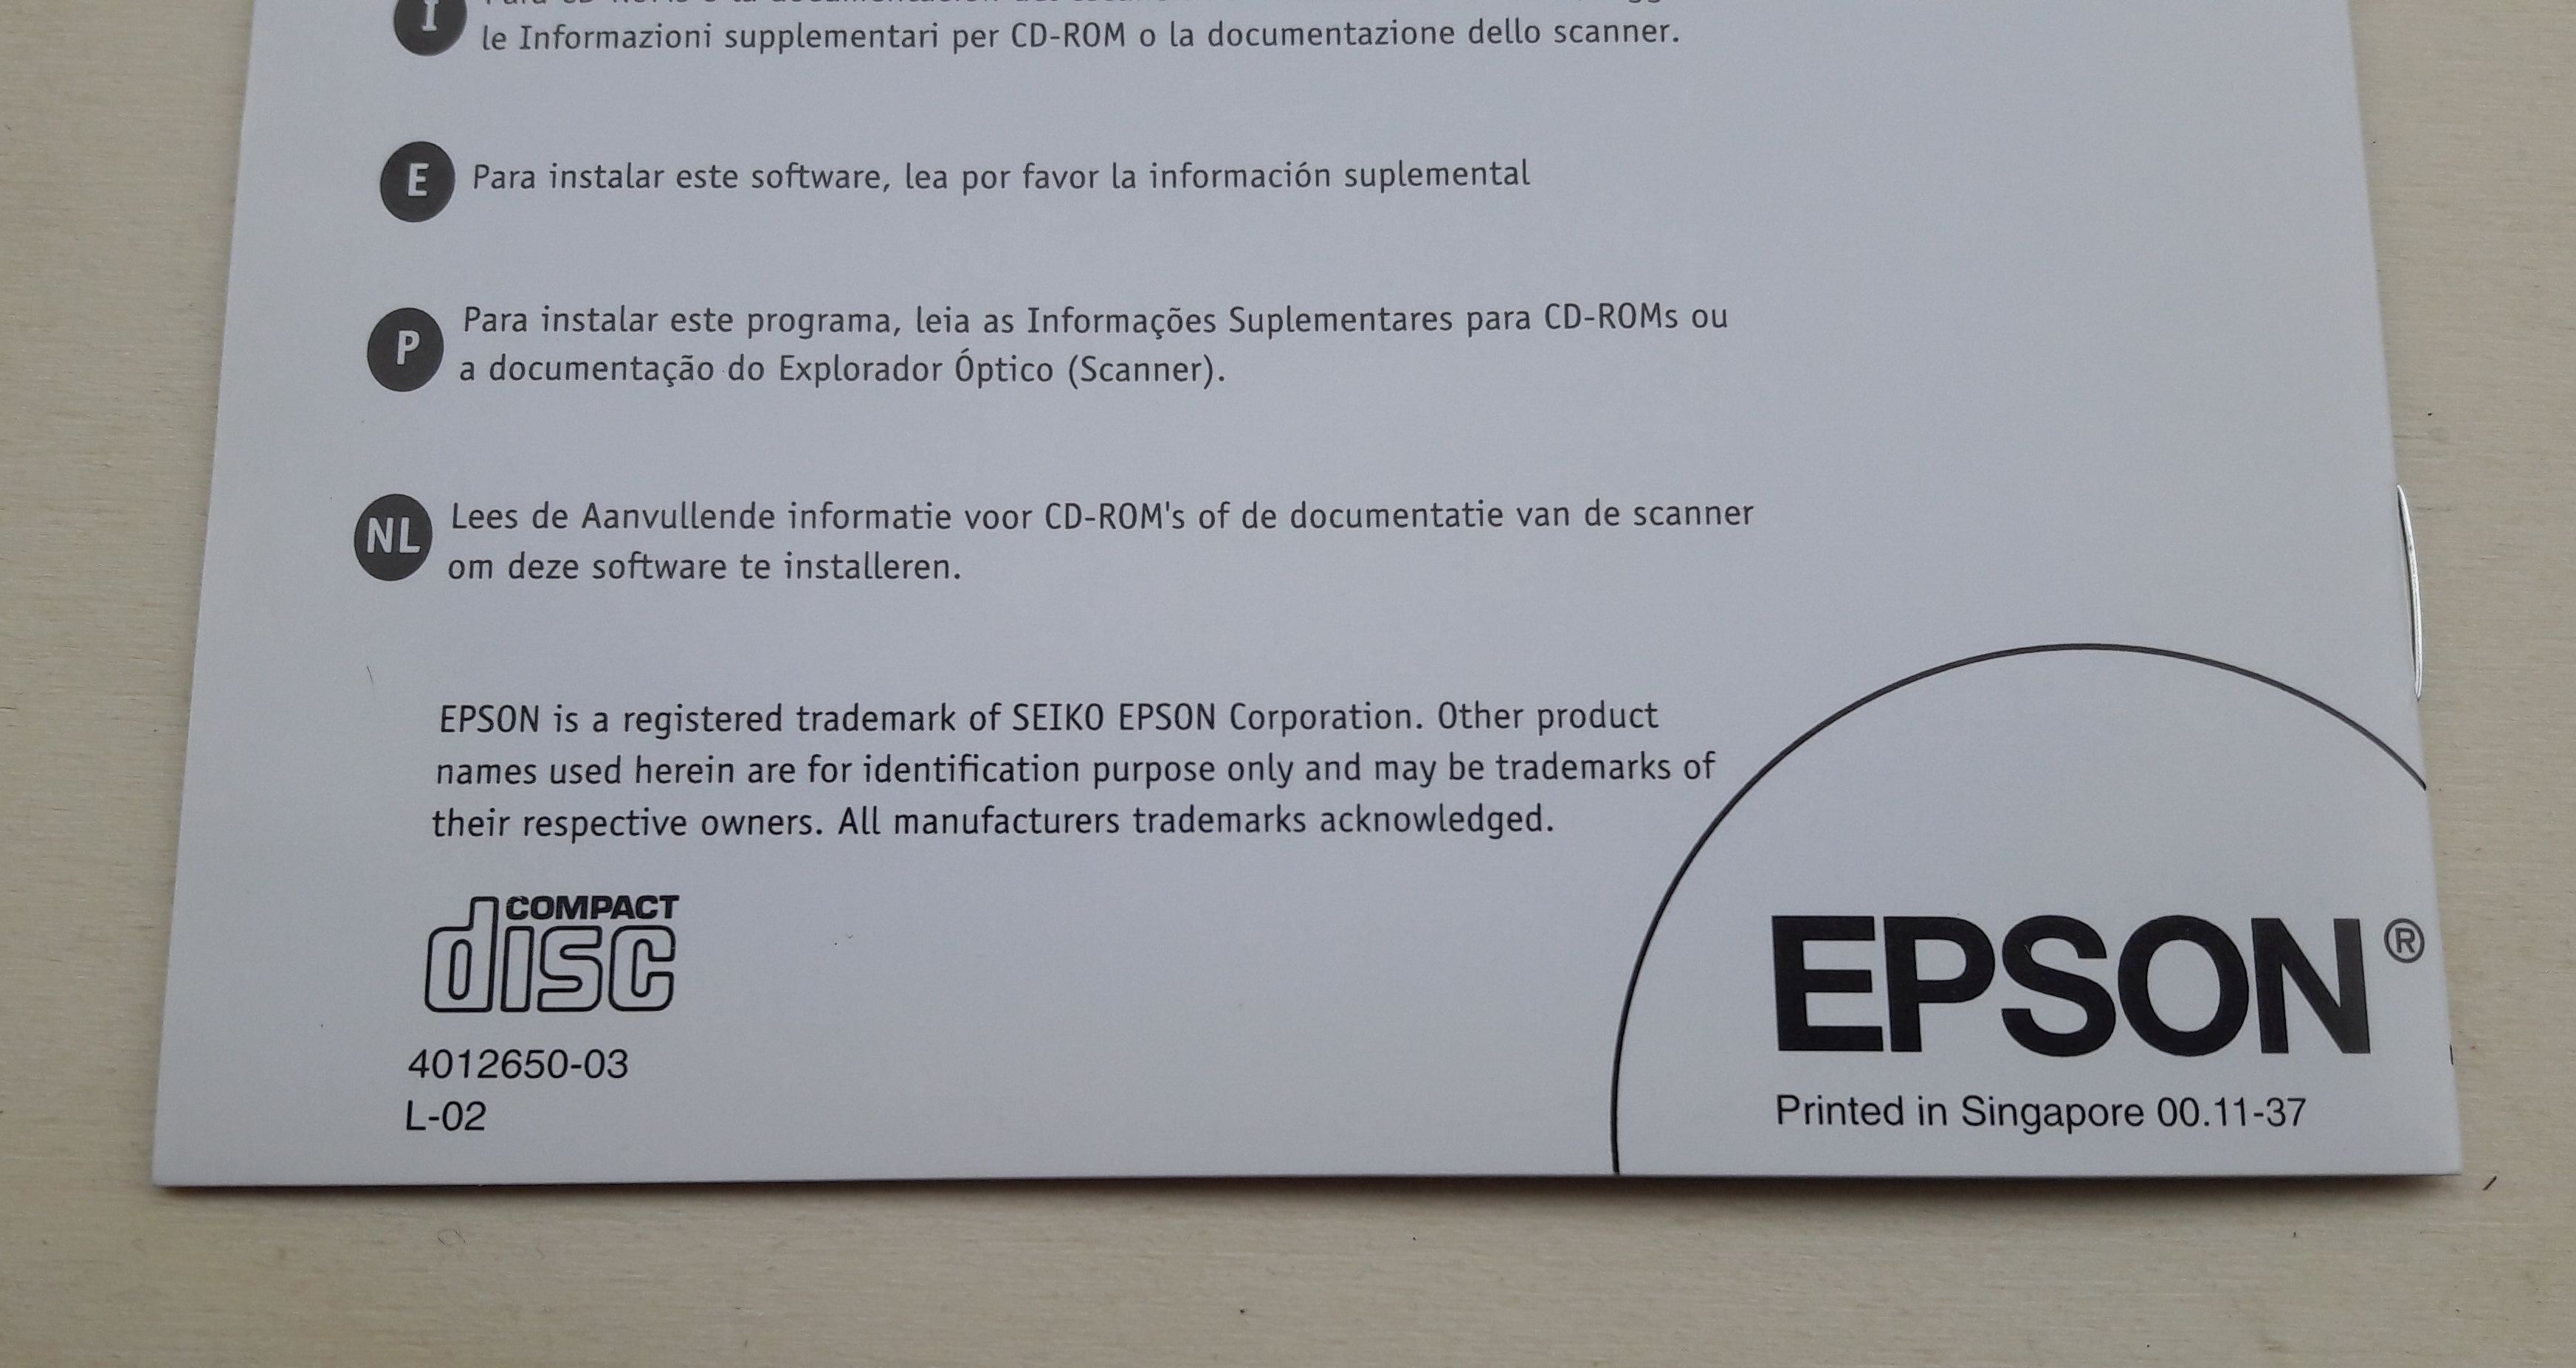 I
le Informazioni supplementari per CD-ROM o la documentazione dello scanner.
E Para instalar este software, lea por favor la información suplemental
P Para instalar este programa, leia as Informações Suplementares para CD-ROMs ou
a documentação do Explorador Óptico (Scanner).
NL Lees de Aanvullende informatie voor CD-ROM's of de documentatie van de scanner
om deze software te installeren.
EPSON is a registered trademark of SEIKO EPSON Corporation. Other product
names used herein are for identification purpose only and may be trademarks of
their respective owners. All manufacturers trademarks acknowledged.
COMPACT
disc
4012650-03
L-02
EPSON®
Printed in Singapore 00.11-37